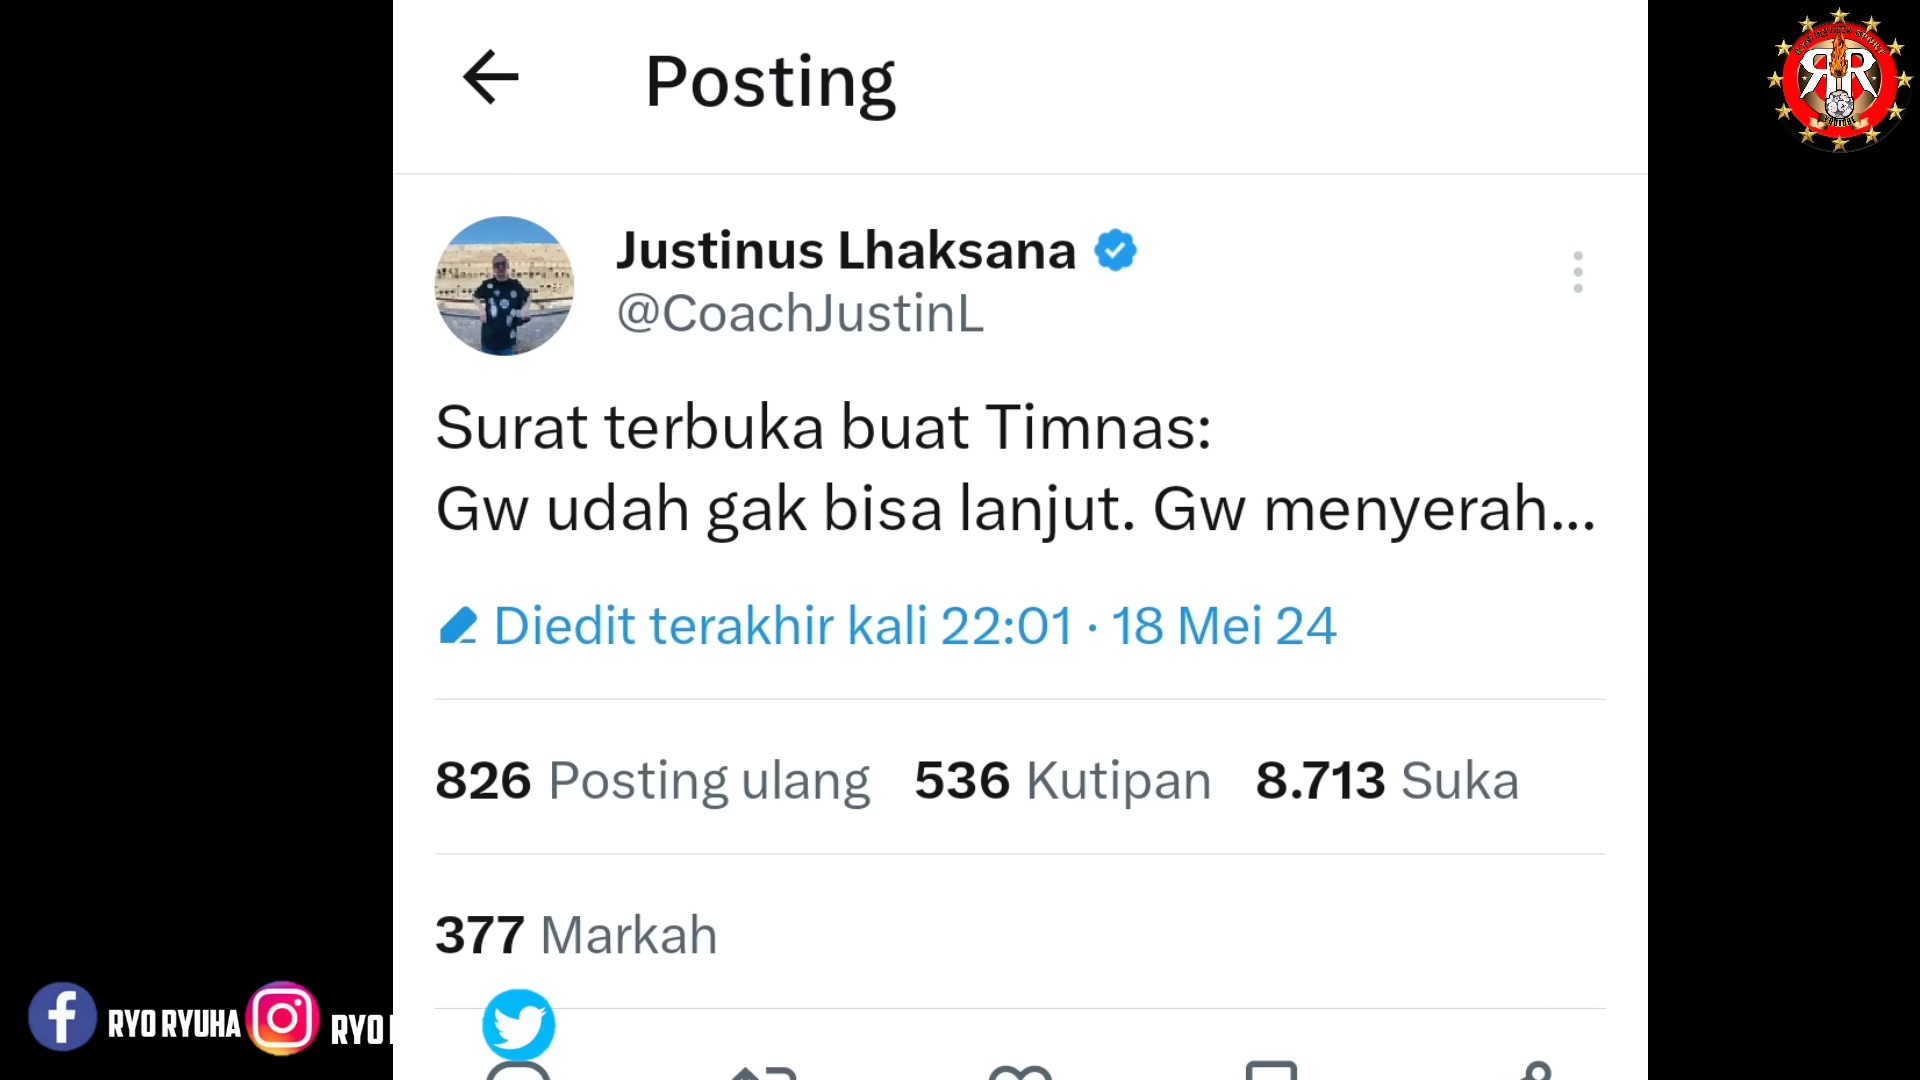 Posting
Justinus Lhaksana
@CoachJustinL
Surat terbuka buat Timnas:
Gw udah gak bisa lanjut. Gw menyerah...
Diedit terakhir kali 22:01 · 18 Mei 24
826 Posting ulang 536 Kutipan 8.713 Suka
377 Markah
RYO RYUHA
RYO
RR